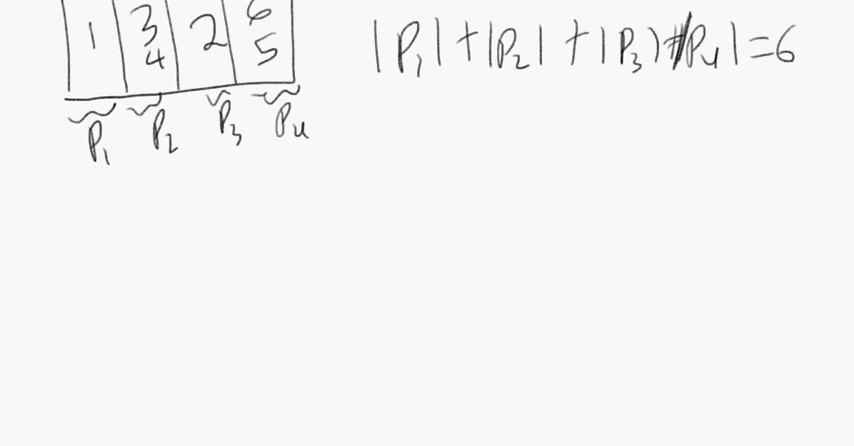 1 3 2 6 |P₁| + |P₂| + |P₃| + |P₄| = 6
4 5
P₁ P₂ P₃ P₄